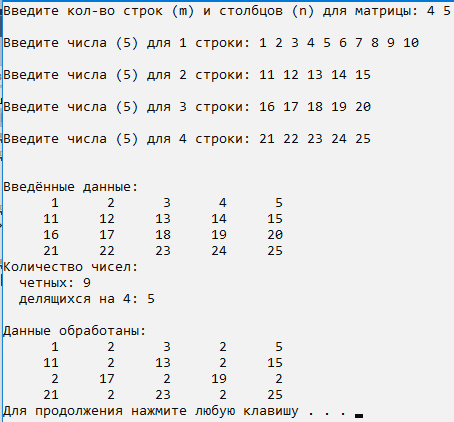 Введите кол-во строк (m) и столбцов (n) для матрицы: 4 5
Введите числа (5) для 1 строки: 1 2 3 4 5 6 7 8 9 10
Введите числа (5) для 2 строки: 11 12 13 14 15
Введите числа (5) для 3 строки: 16 17 18 19 20
Введите числа (5) для 4 строки: 21 22 23 24 25
Введённые данные:
1 2 3 4 5
11 12 13 14 15
16 17 18 19 20
21 22 23 24 25
Количество чисел:
четных: 9
делящихся на 4: 5
Данные обработаны:
1 2 3 2 5
11 2 13 2 15
2 17 2 19 2
21 2 23 2 25
Для продолжения нажмите любую клавишу . . .